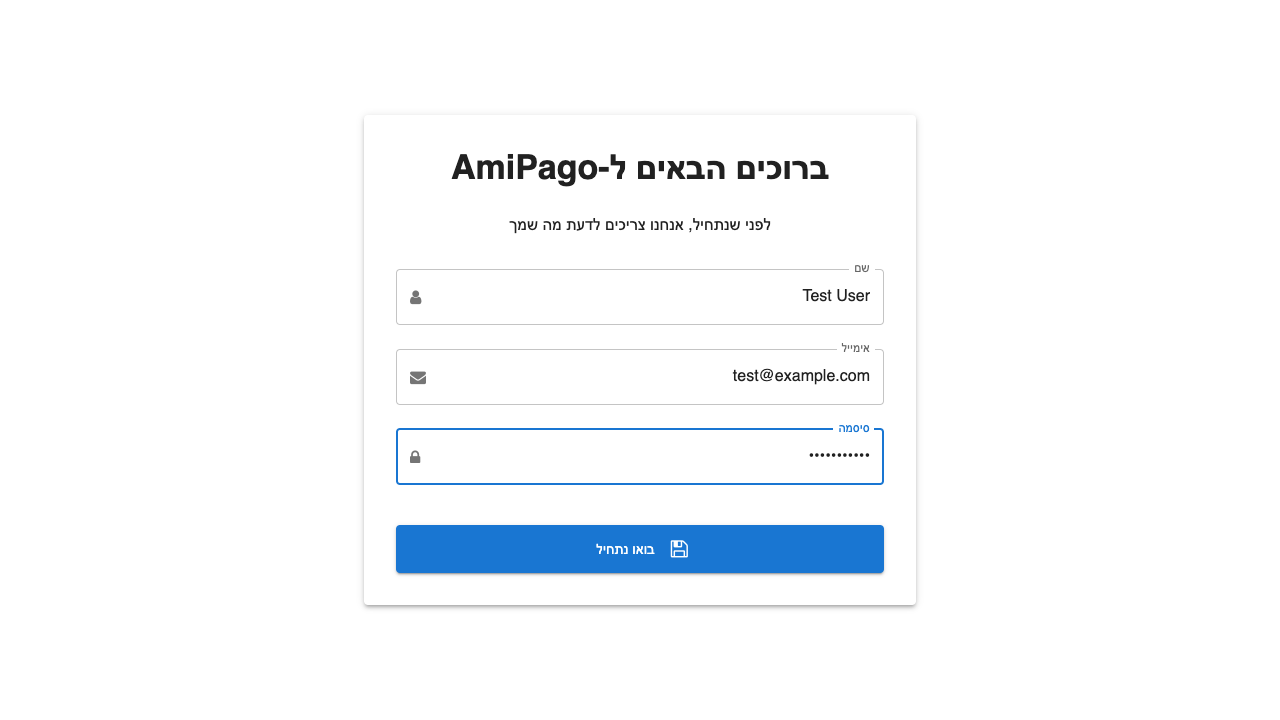 ברוכים הבאים ל-AmiPago
לפני שנתחיל, אנחנו צריכים לדעת מה שמך
שם
Test User
אימייל
test@example.com
סיסמה
•••••••••••
בואו נתחיל